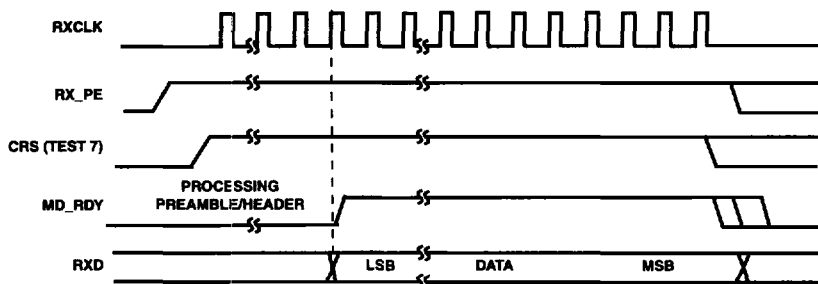 RXCLK
RX_PE
CRS (TEST 7)
PROCESSING
PREAMBLE/HEADER
MD_RDY
RXD
LSB DATA MSB